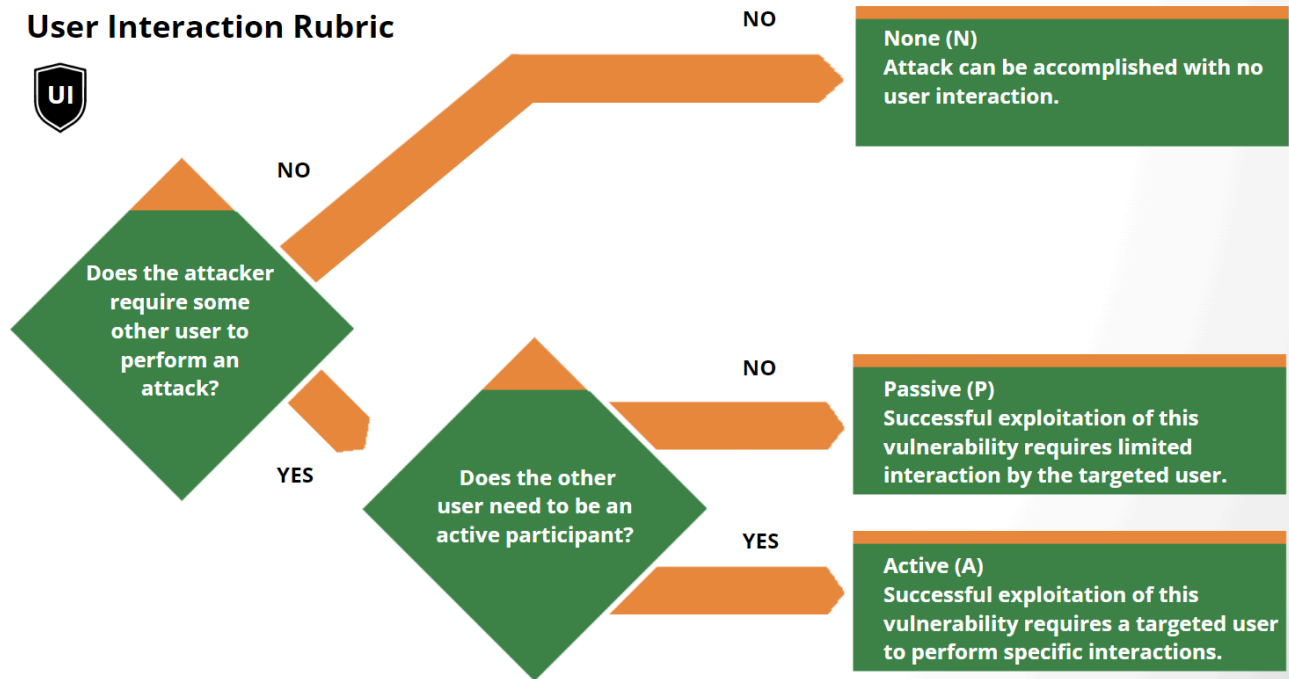 User Interaction Rubric
UI
NO
NO
None (N)
Attack can be accomplished with no
user interaction.
Does the attacker
require some
other user to
perform an
attack?
YES
Does the other
user need to be an
active participant?
NO
Passive (P)
Successful exploitation of this
vulnerability requires limited
interaction by the targeted user.
YES
Active (A)
Successful exploitation of this
vulnerability requires a targeted user
to perform specific interactions.